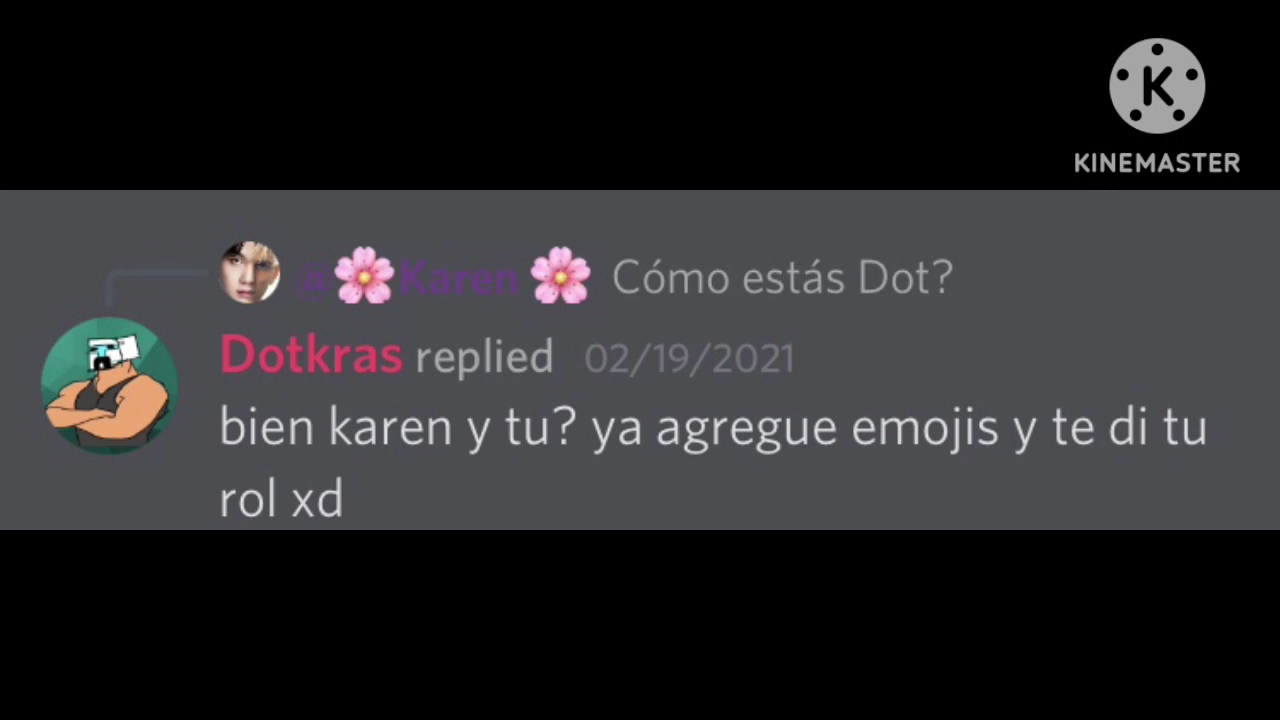 K
KINEMASTER
@🌸Karen 🌸 Cómo estás Dot?
Dotkras replied 02/19/2021
bien karen y tu? ya agregue emojis y te di tu
rol xd